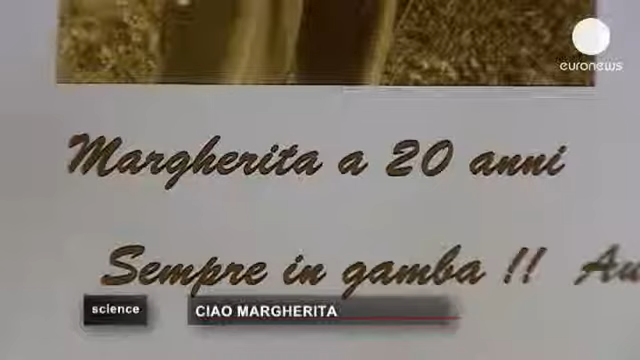 euronews
Margherita a 20 anni
Sempre in gamba !!
science
CIAO MARGHERITA